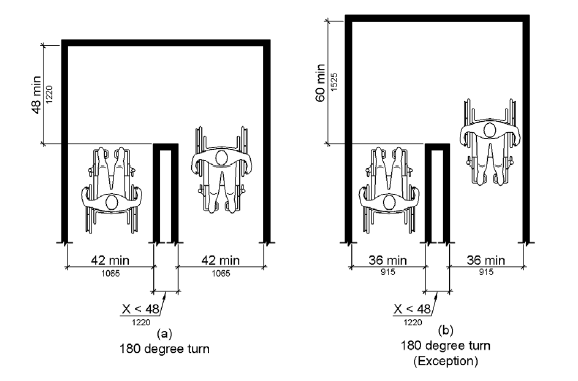 48 min
1220
42 min
1065
42 min
1065
X < 48
1220
(a)
180 degree turn
60 min
1525
36 min
915
36 min
915
X < 48
1220
(b)
180 degree turn
(Exception)